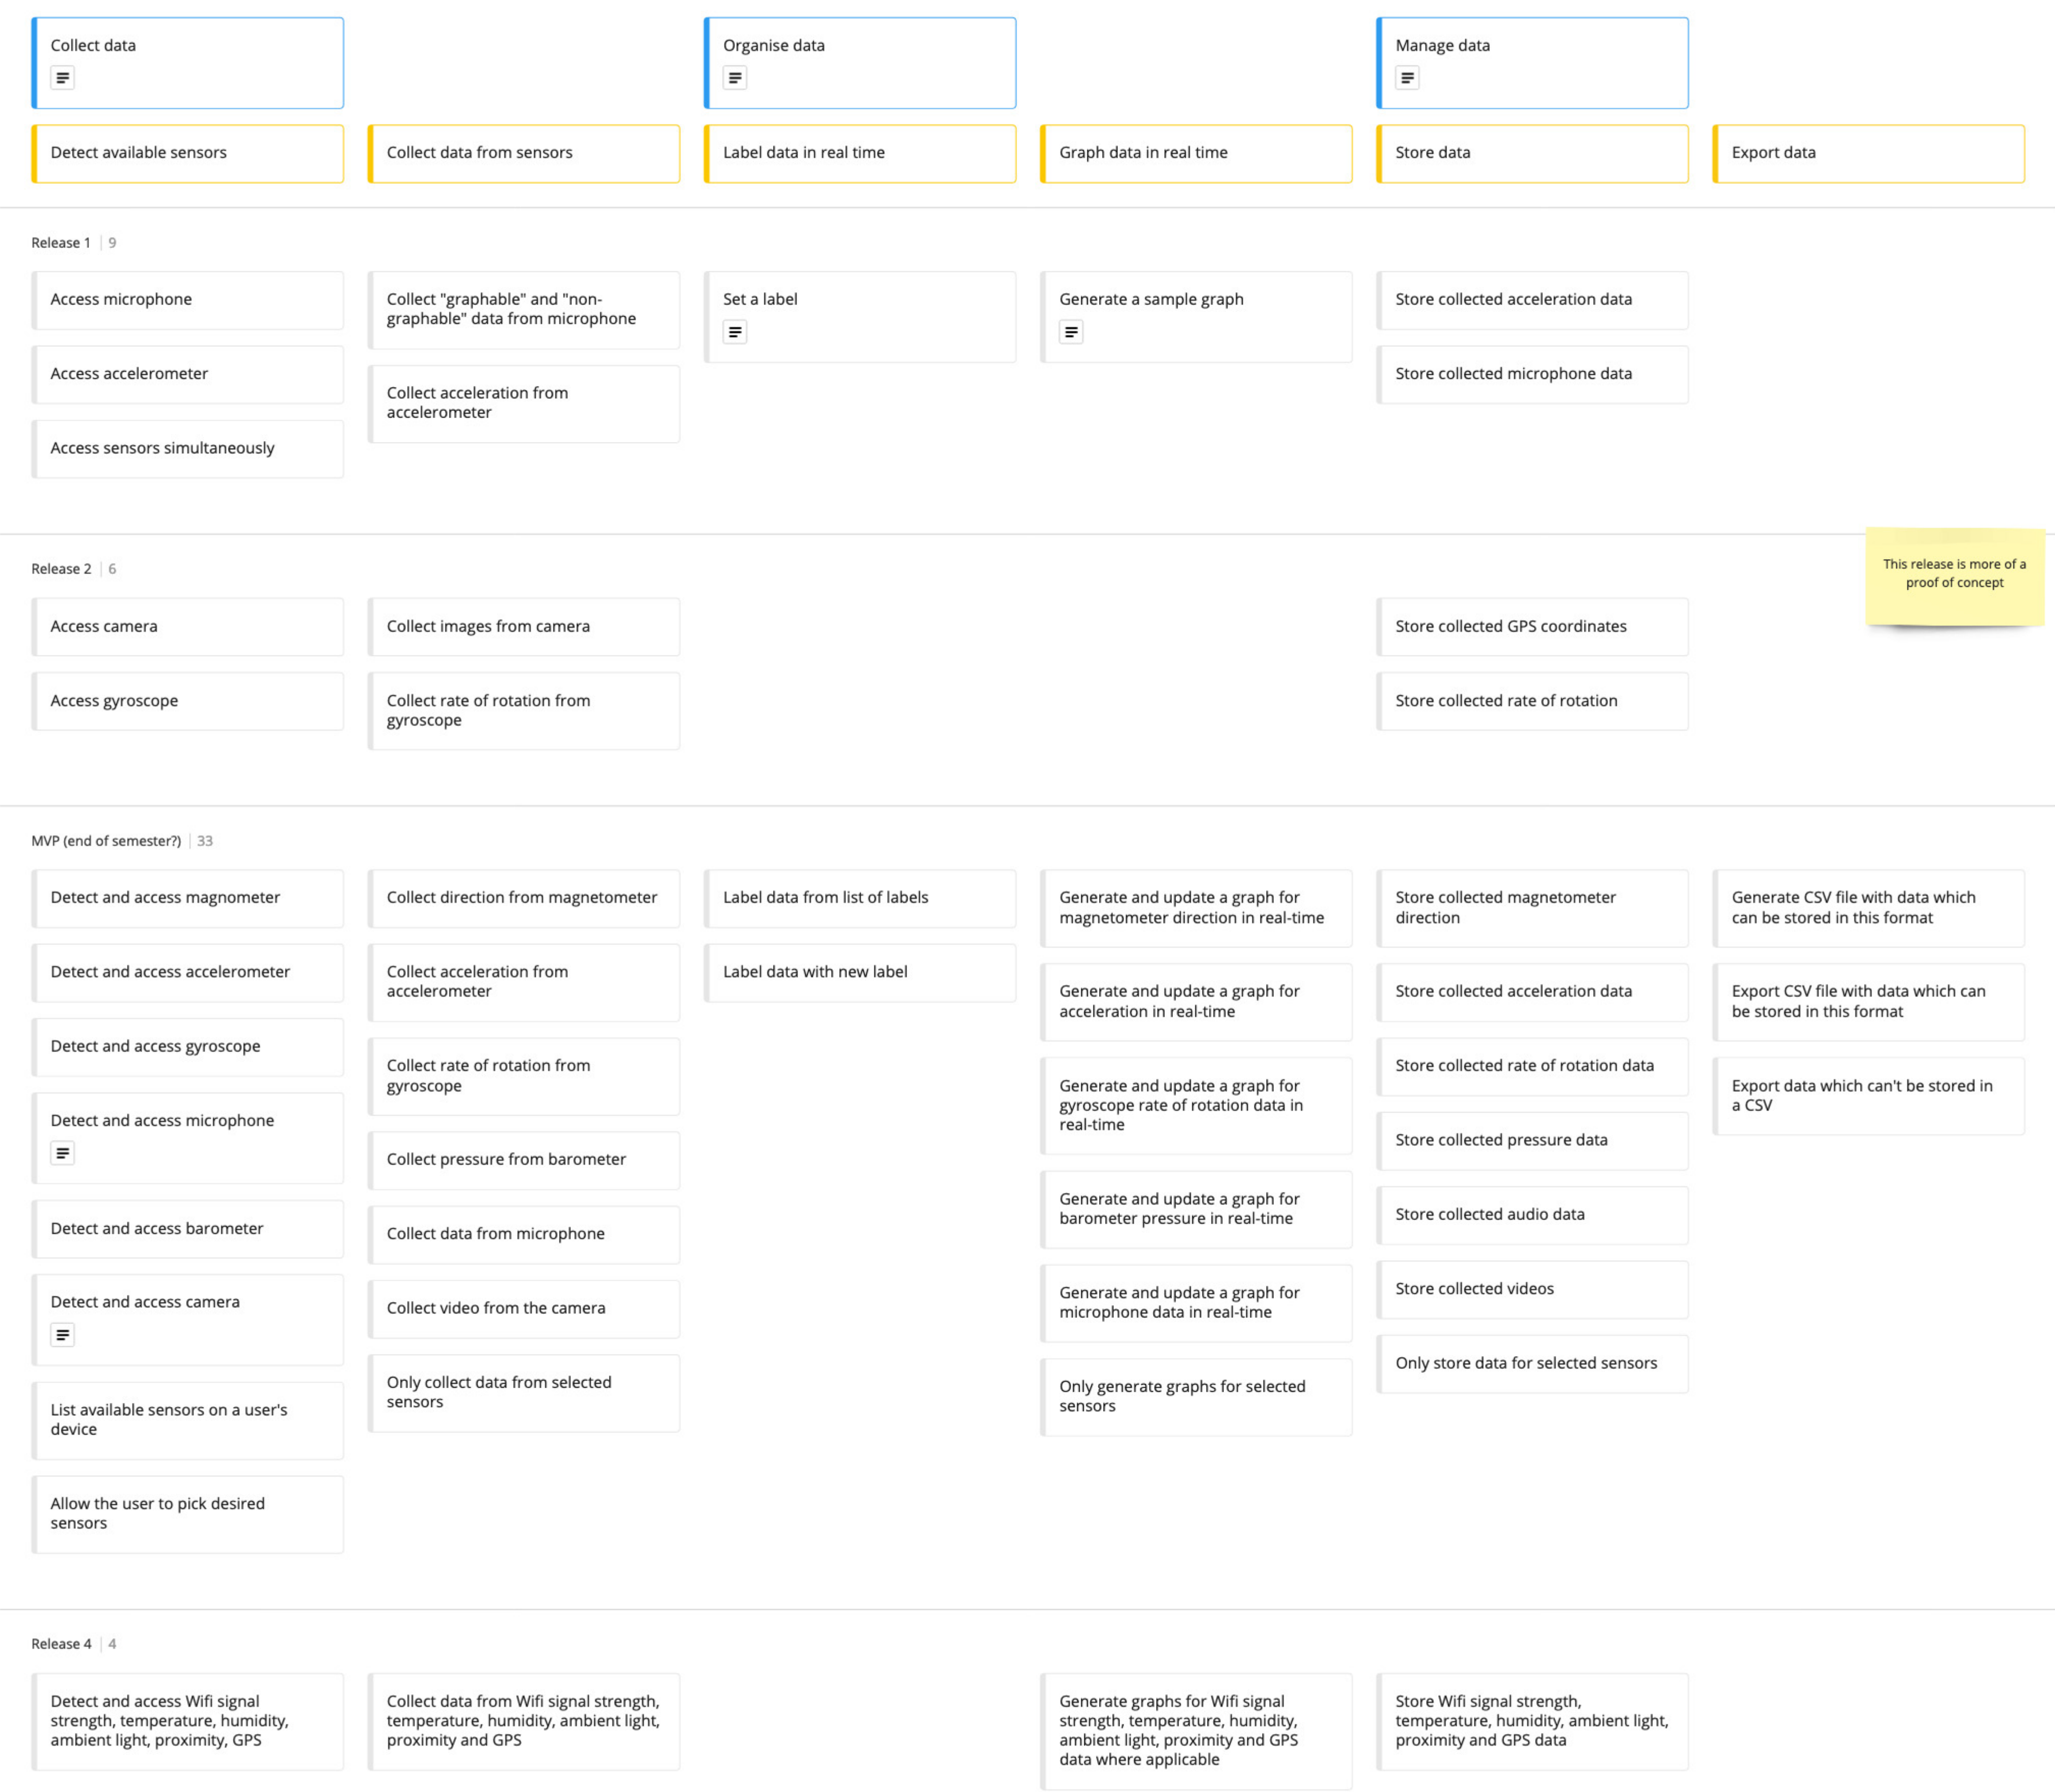 Collect data
Organise data
Manage data
Detect available sensors
Collect data from sensors
Label data in real time
Graph data in real time
Store data
Export data
Release 1 | 9
Access microphone
Access accelerometer
Access sensors simultaneously
Collect "graphable" and "non-
graphable" data from microphone
Collect acceleration from
accelerometer
Set a label
Generate a sample graph
Store collected acceleration data
Store collected microphone data
Release 2 | 6
This release is more of a
proof of concept
Access camera
Access gyroscope
Collect images from camera
Collect rate of rotation from
gyroscope
Store collected GPS coordinates
Store collected rate of rotation
MVP (end of semester?) | 33
Detect and access magnometer
Detect and access accelerometer
Detect and access gyroscope
Detect and access microphone
Detect and access barometer
Detect and access camera
List available sensors on a user's
device
Allow the user to pick desired
sensors
Collect direction from magnetometer
Collect acceleration from
accelerometer
Collect rate of rotation from
gyroscope
Collect pressure from barometer
Collect data from microphone
Collect video from the camera
Only collect data from selected
sensors
Label data from list of labels
Label data with new label
Generate and update a graph for
magnetometer direction in real-time
Generate and update a graph for
acceleration in real-time
Generate and update a graph for
gyroscope rate of rotation data in
real-time
Generate and update a graph for
barometer pressure in real-time
Generate and update a graph for
microphone data in real-time
Only generate graphs for selected
sensors
Store collected magnetometer
direction
Store collected acceleration data
Store collected rate of rotation data
Store collected pressure data
Store collected audio data
Store collected videos
Only store data for selected sensors
Generate CSV file with data which
can be stored in this format
Export CSV file with data which can
be stored in this format
Export data which can't be stored in
a CSV
Release 4 | 4
Detect and access Wifi signal
strength, temperature, humidity,
ambient light, proximity, GPS
Collect data from Wifi signal strength,
temperature, humidity, ambient light,
proximity and GPS
Generate graphs for Wifi signal
strength, temperature, humidity,
ambient light, proximity and GPS
data where applicable
Store Wifi signal strength,
temperature, humidity, ambient light,
proximity and GPS data